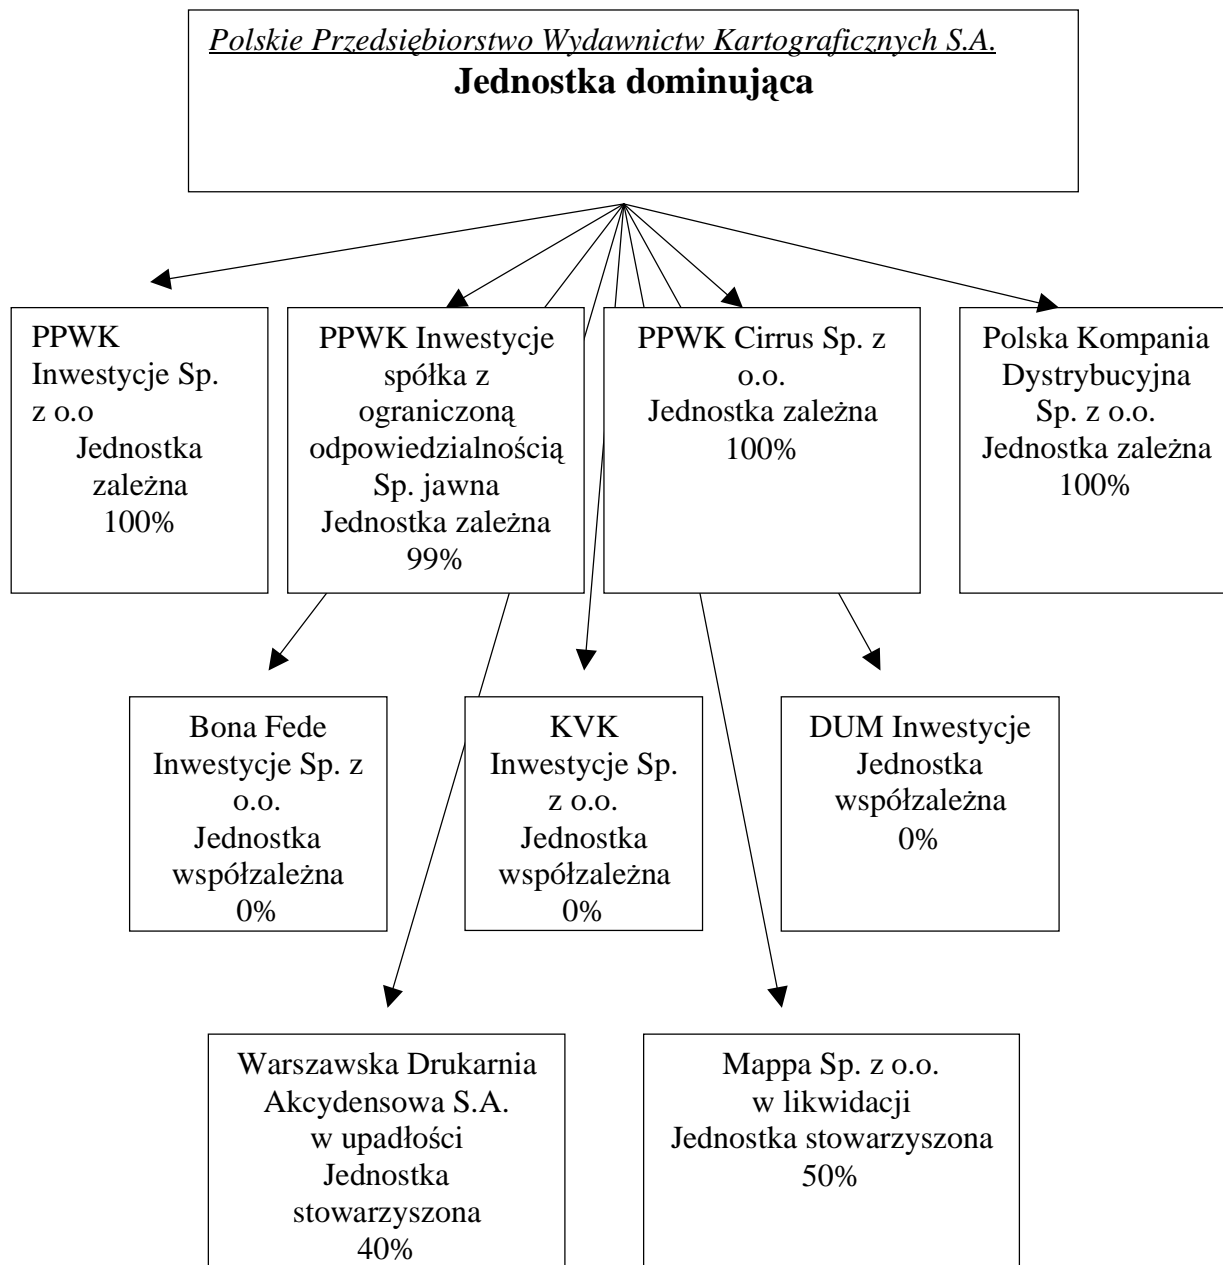 Polskie Przedsiębiorstwo Wydawnictw Kartograficznych S.A.
Jednostka dominująca
PPWK
Inwestycje Sp.
z o.o
Jednostka
zależna
100%
PPWK Inwestycje
spółka z
ograniczoną
odpowiedzialnością
Sp. jawna
Jednostka zależna
99%
PPWK Cirrus Sp. z
o.o.
Jednostka zależna
100%
Polska Kompania
Dystrybucyjna
Sp. z o.o.
Jednostka zależna
100%
Bona Fede
Inwestycje Sp. z
o.o.
Jednostka
współzależna
0%
KVK
Inwestycje Sp.
z o.o.
Jednostka
współzależna
0%
DUM Inwestycje
Jednostka
współzależna
0%
Warszawska Drukarnia
Akcydensowa S.A.
w upadłości
Jednostka
stowarzyszona
40%
Mappa Sp. z o.o.
w likwidacji
Jednostka stowarzyszona
50%